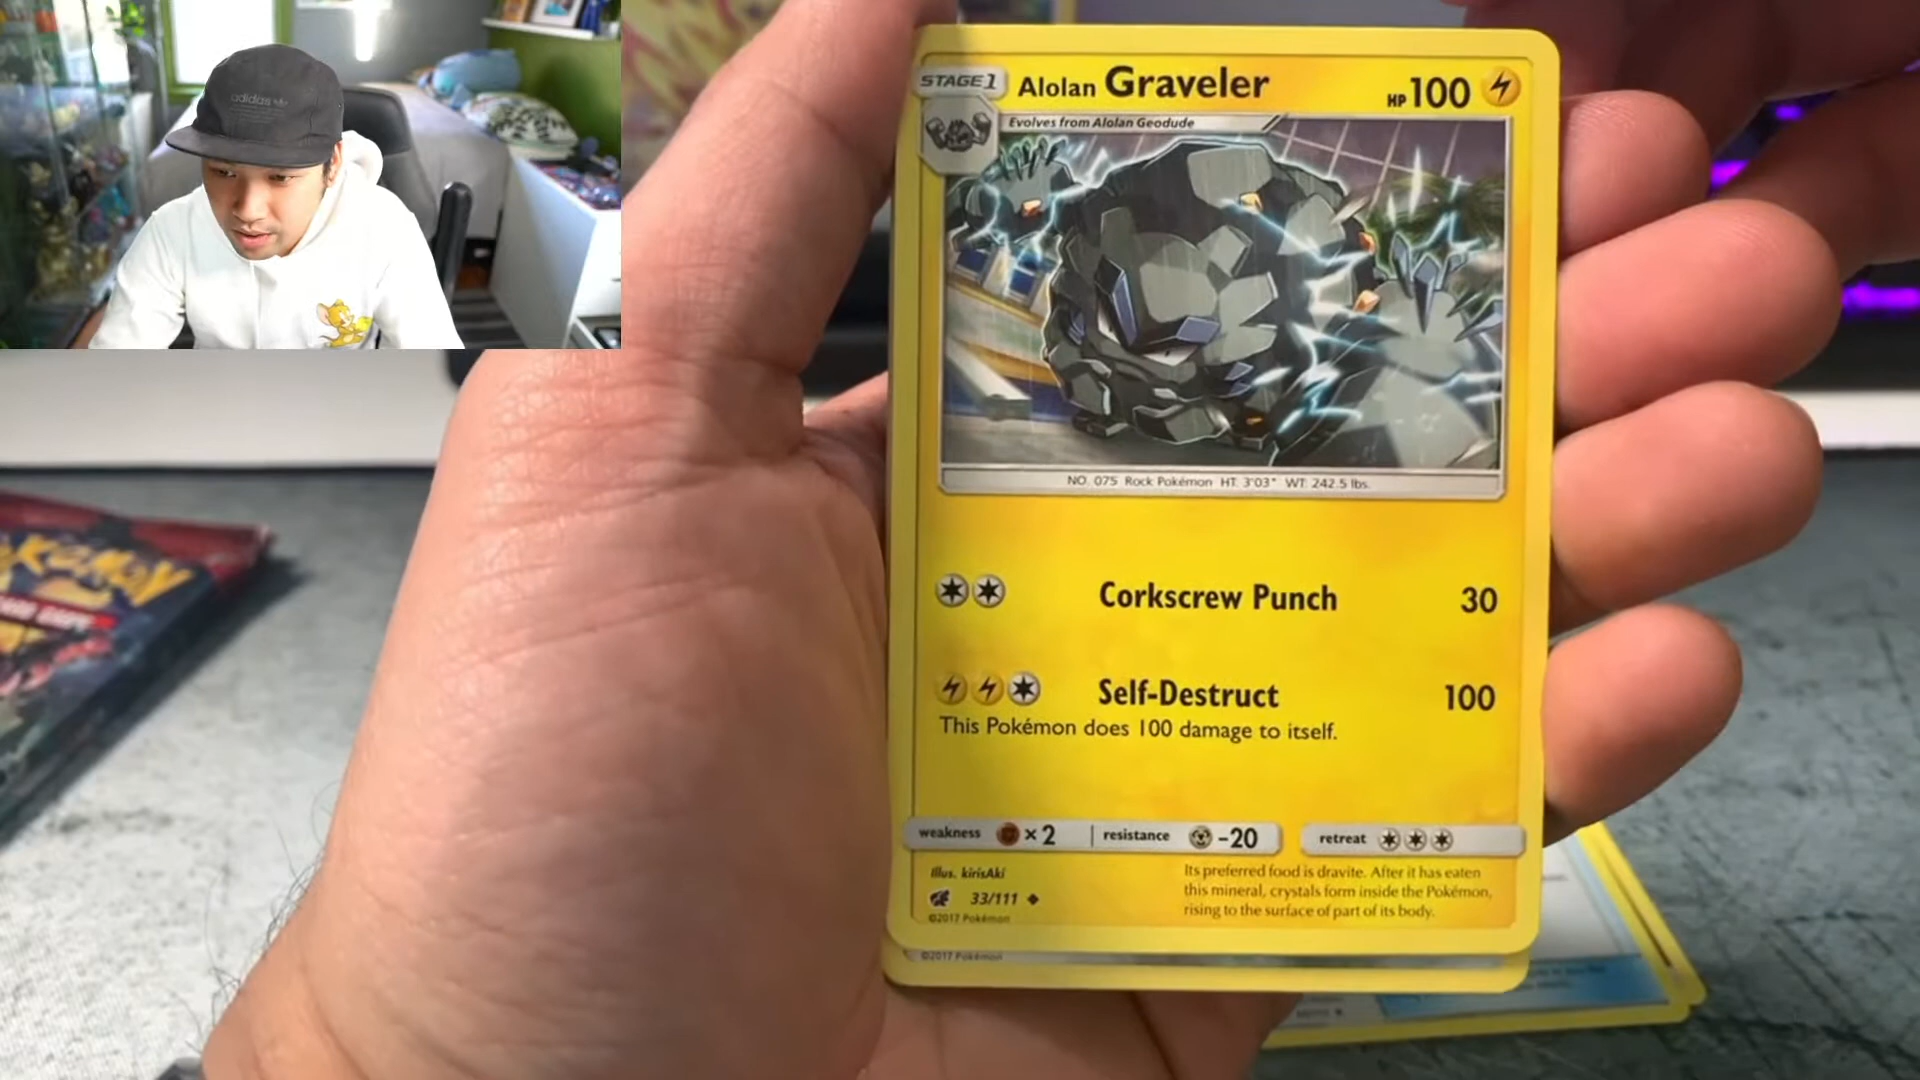 adidas
STAGE 1 Alolan Graveler HP 100
Evolves from Alolan Geodude
NO. 075 Rock Pokémon HT. 3'03" WT. 242.5 lbs.
Corkscrew Punch 30
Self-Destruct 100
This Pokémon does 100 damage to itself.
weakness ×2 resistance -20 retreat
Illus. kirisAki
33/111
©2017 Pokémon
Its preferred food is dravite. After it has eaten
this mineral, crystals form inside the Pokémon,
rising to the surface of part of its body.
©2017 Pokémon
Pokémon